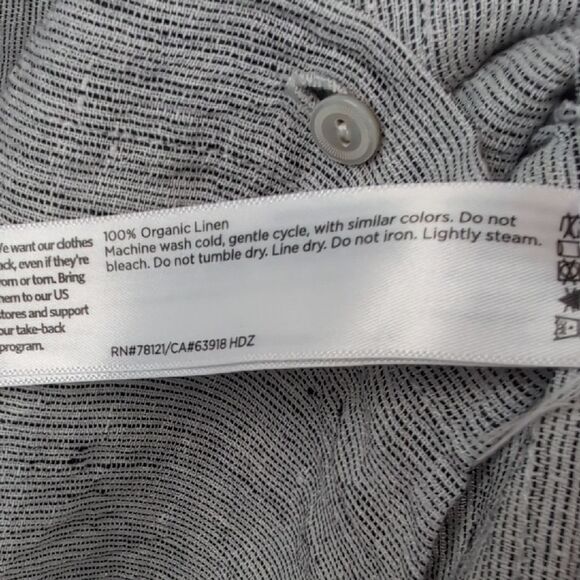 We want our clothes
back, even if they're
worn or torn. Bring
them to our US
stores and support
our take-back
program.
100% Organic Linen
Machine wash cold, gentle cycle, with similar colors. Do not
bleach. Do not tumble dry. Line dry. Do not iron. Lightly steam.
RN#78121/CA#63918 HDZ